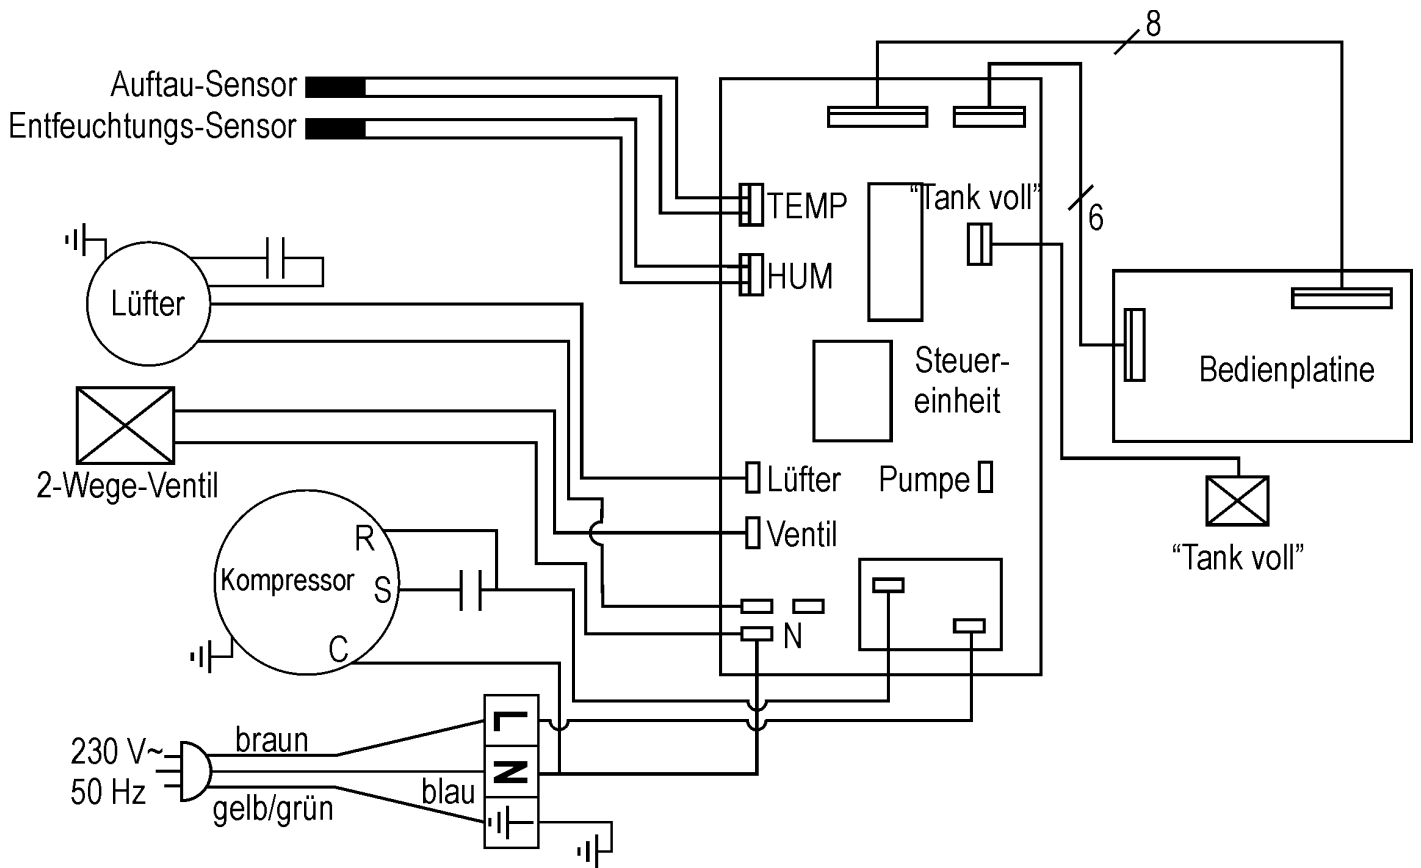 8
Auftau-Sensor
Entfeuchtungs-Sensor
TEMP
“Tank voll”
6
HUM
Lüfter
Steuer-
einheit
Bedienplatine
2-Wege-Ventil
Lüfter
Pumpe
Ventil
“Tank voll”
R
Kompressor
S
C
N
L
braun
230 V~
N
50 Hz
blau
gelb/grün